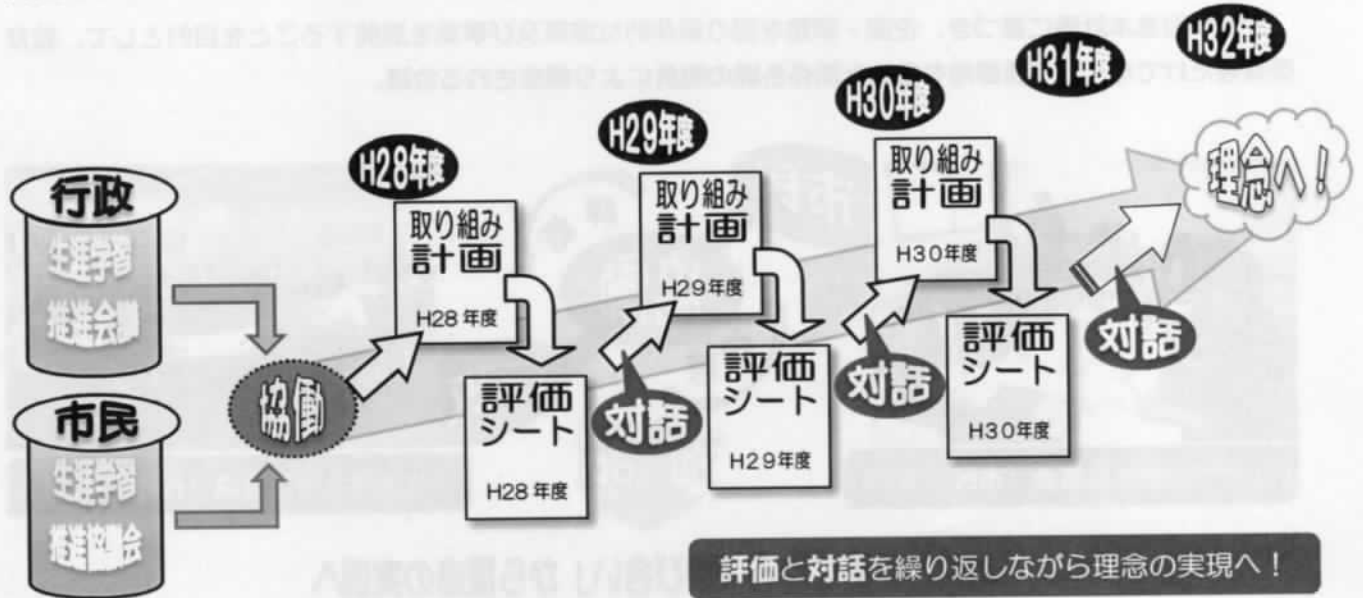 H28年度
H29年度
H30年度
H31年度
H32年度
行政
生涯学習
推進会議
市民
生涯学習
推進協議会
協働
取り組み
計画
H28年度
評価
シート
H28年度
対話
取り組み
計画
H29年度
評価
シート
H29年度
対話
取り組み
計画
H30年度
評価
シート
H30年度
対話
理念へ!
評価と対話を繰り返しながら理念の実現へ!